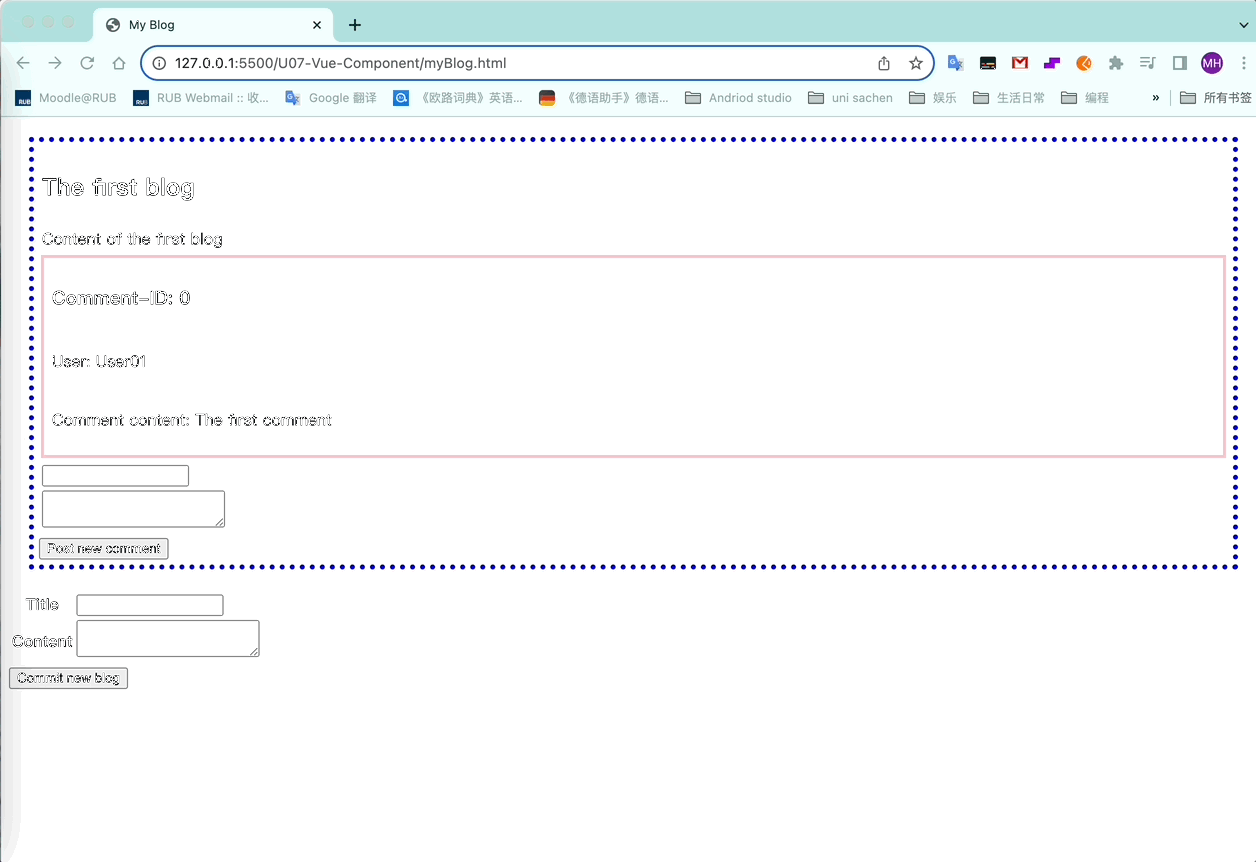 My Blog
127.0.0.1:5500/U07-Vue-Component/myBlog.html
MH
RUB Moodle@RUB RUB RUB Webmail :: 收... Google 翻译 《欧路词典》英语... 《德语助手》德语... Andriod studio uni sachen 娱乐 生活日常 编程 » 所有书签
The first blog
Content of the first blog
Comment-ID: 0
User: User01
Comment content: The first comment
Post new comment
Title
Content
Commit new blog